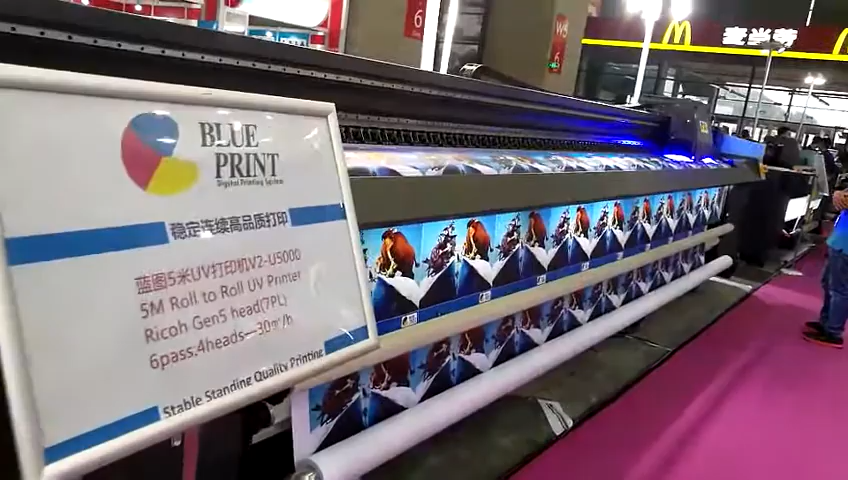 BLUE
PRINT
Digital Printing System
稳定连续高品质打印
蓝图5米UV打印机V2-U5000
5M Roll to Roll UV Printer
Ricoh Gen5 head(7PL)
6pass(4heads—30㎡/h)
Stable Standing Quality Printing
6
W5
麦当劳